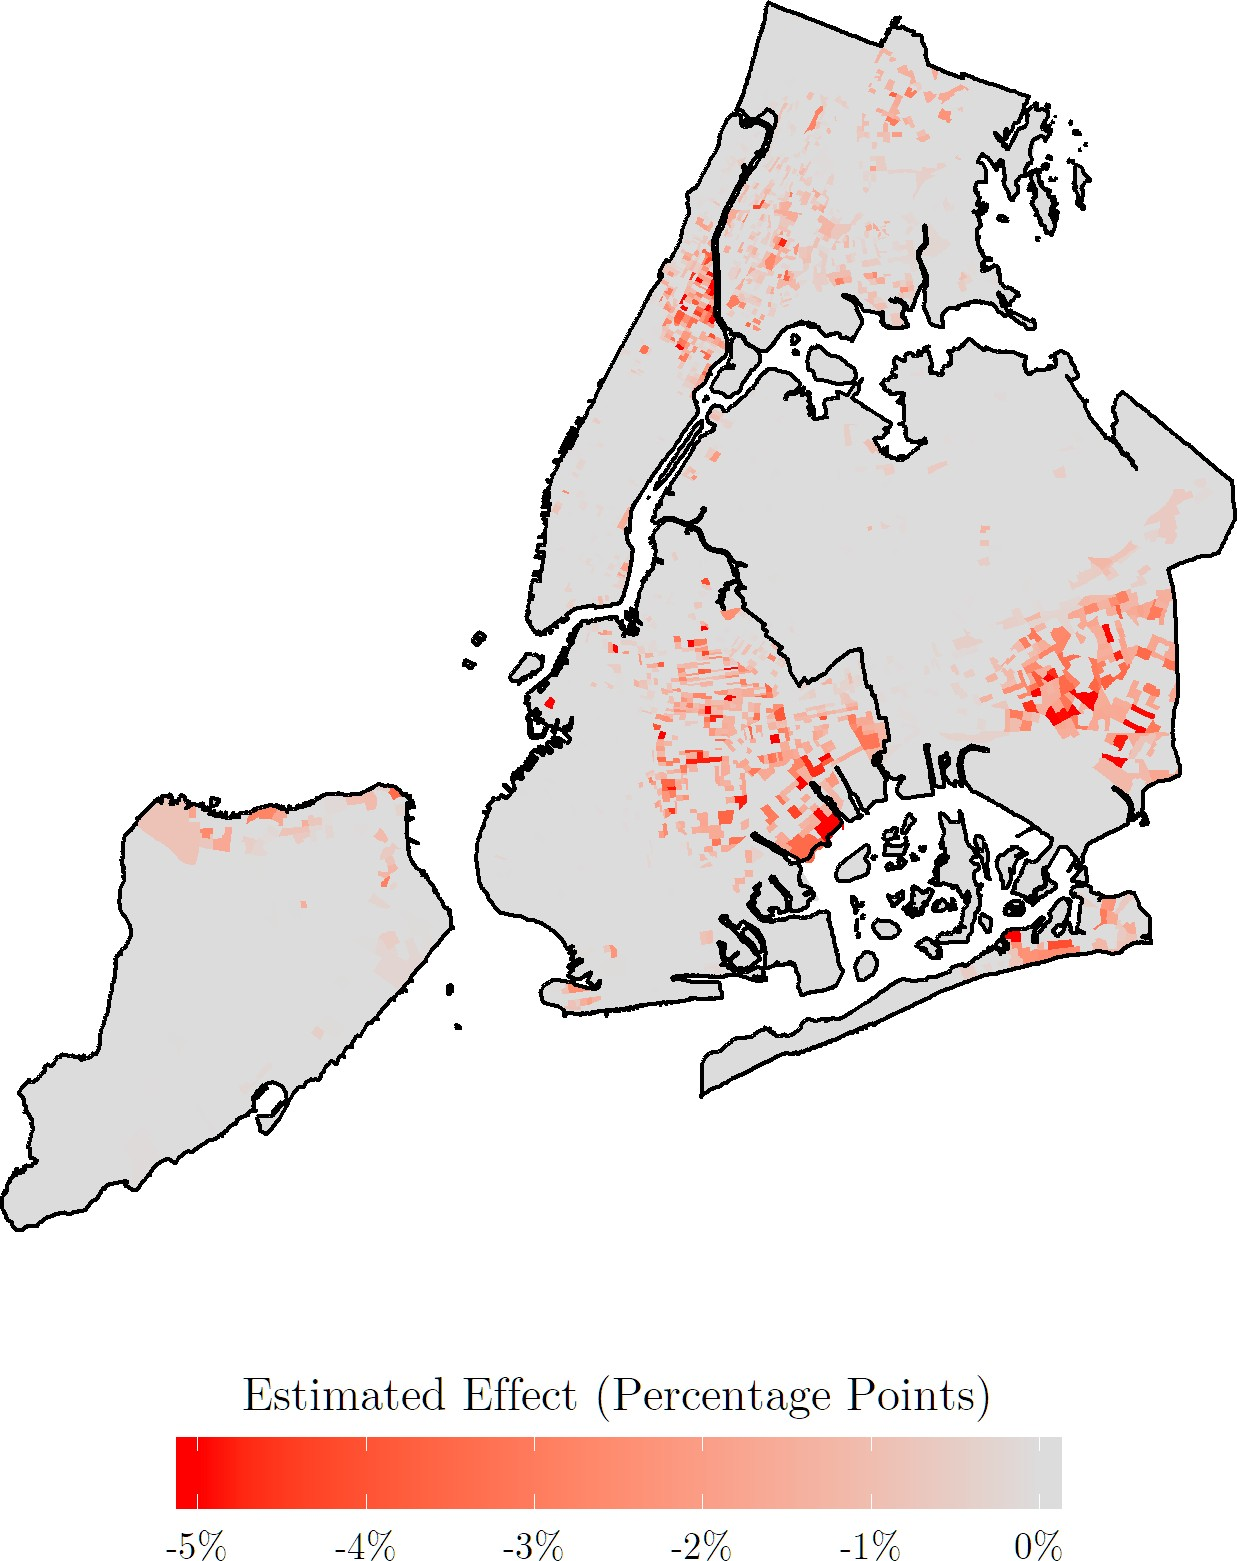 Estimated Effect (Percentage Points)
-5% -4% -3% -2% -1% 0%